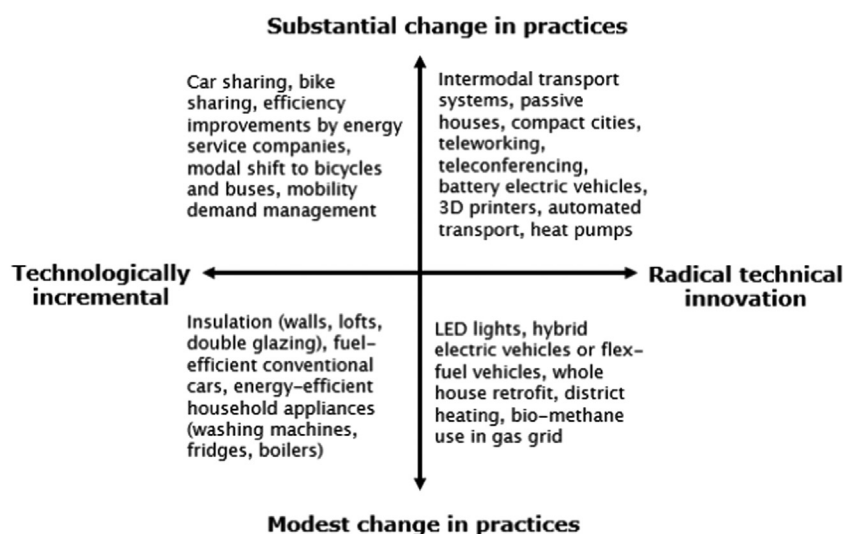 Substantial change in practices
Car sharing, bike
sharing, efficiency
improvements by energy
service companies,
modal shift to bicycles
and buses, mobility
demand management
Intermodal transport
systems, passive
houses, compact cities,
teleworking,
teleconferencing,
battery electric vehicles,
3D printers, automated
transport, heat pumps
Technologically
incremental
Radical technical
innovation
Insulation (walls, lofts,
double glazing), fuel-
efficient conventional
cars, energy-efficient
household appliances
(washing machines,
fridges, boilers)
LED lights, hybrid
electric vehicles or flex-
fuel vehicles, whole
house retrofit, district
heating, bio-methane
use in gas grid
Modest change in practices